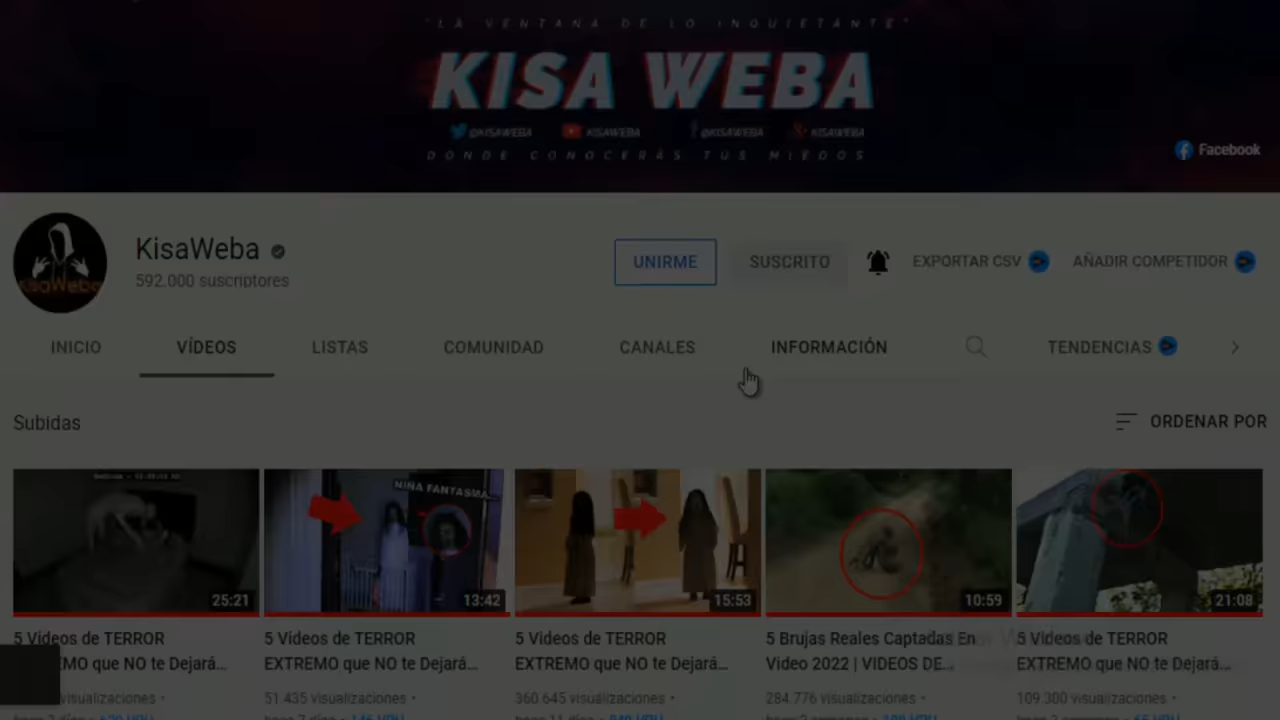 "LA VENTANA DE LO INQUIETANTE"
KISA WEBA
@KISAWEBA KISAWEBA @KISAWEBA KISAWEBA
DONDE CONOCERÁS TUS MIEDOS
Facebook
KisaWeba
592.000 suscriptores
UNIRME SUSCRITO EXPORTAR CSV AÑADIR COMPETIDOR
INICIO VÍDEOS LISTAS COMUNIDAD CANALES INFORMACIÓN TENDENCIAS
Subidas ORDENAR POR
NIÑA FANTASMA
25:21 13:42 15:53 10:59 21:08
5 Videos de TERROR 5 Videos de TERROR 5 Videos de TERROR 5 Brujas Reales Captadas En 5 Videos de TERROR
EMO que NO te Dejará... EXTREMO que NO te Dejará... EXTREMO que NO te Dejará... Video 2022 | VIDEOS DE... EXTREMO que NO te Dejará...
visualizaciones • 51.435 visualizaciones • 360.645 visualizaciones • 284.776 visualizaciones • 109.300 visualizaciones •